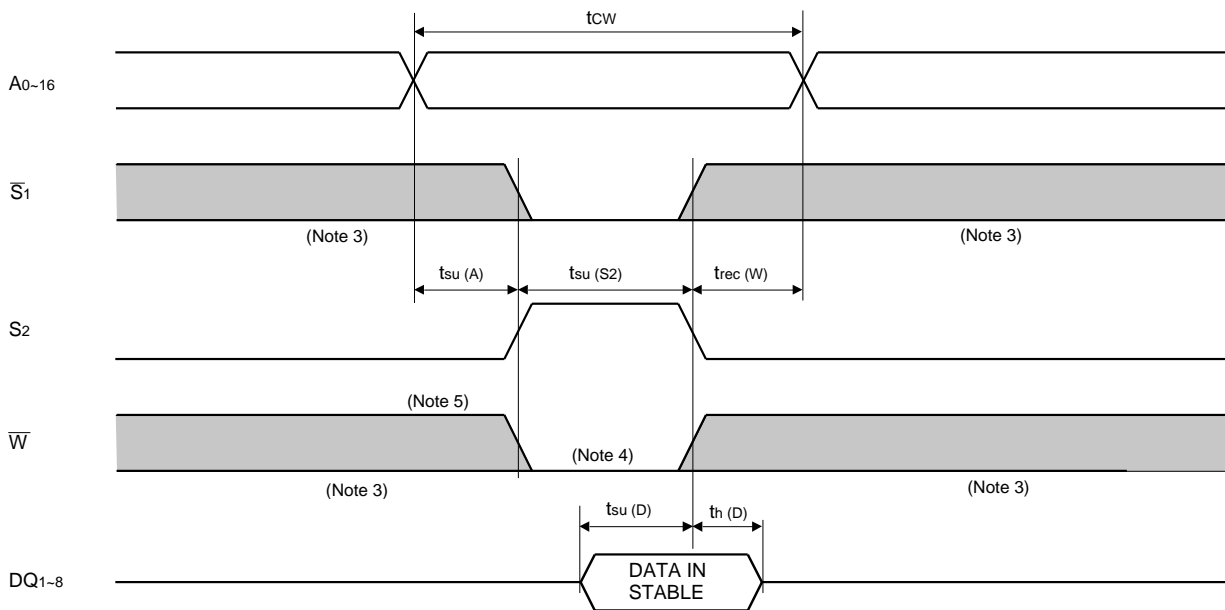 tCW
A0~16
S1
(Note 3) (Note 3)
tsu (A) tsu (S2) trec (W)
S2
(Note 5)
W
(Note 4)
(Note 3) (Note 3)
tsu (D) th (D)
DQ1~8
DATA IN
STABLE